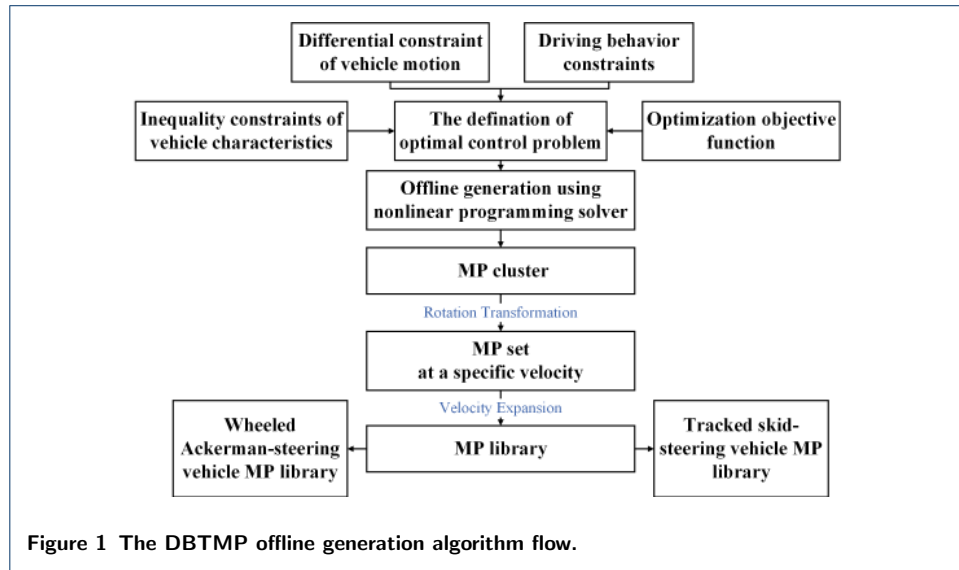 Differential constraint
of vehicle motion
Driving behavior
constraints
Inequality constraints of
vehicle characteristics
The defination of
optimal control problem
Optimization objective
function
Offline generation using
nonlinear programming solver
MP cluster
Rotation Transformation
MP set
at a specific velocity
Velocity Expansion
Wheeled
Ackerman-steering
vehicle MP library
MP library
Tracked skid-
steering vehicle MP
library
Figure 1 The DBTMP offline generation algorithm flow.